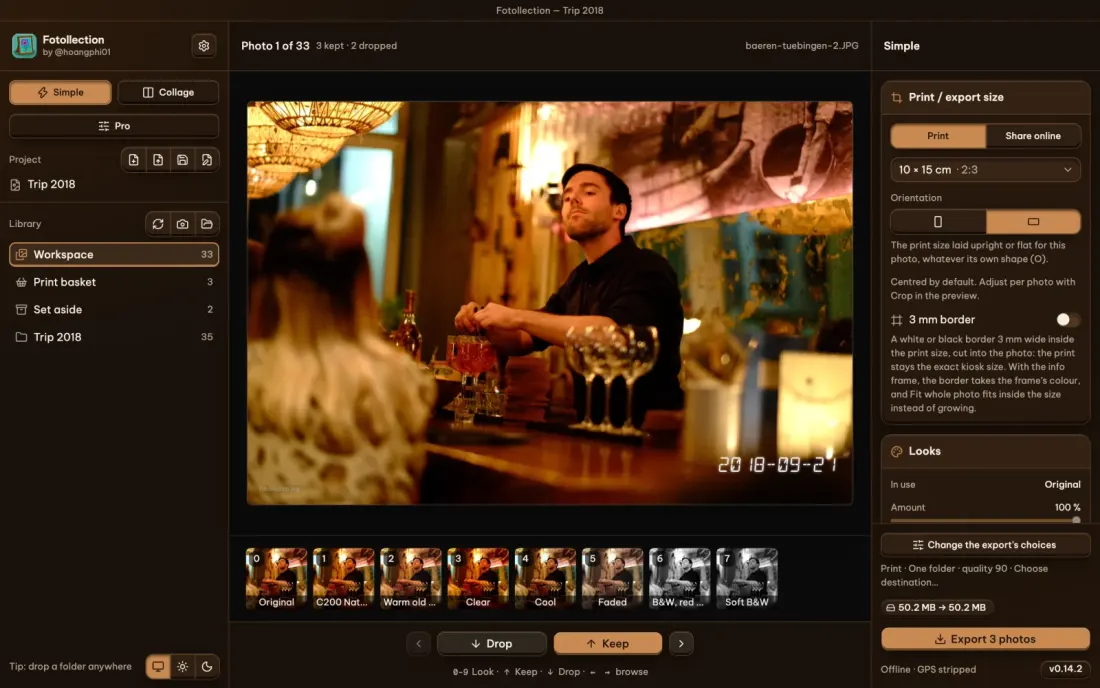 Fotollection — Trip 2018
Fotollection
by @hoangphi01
Simple
Collage
Pro
Project
Trip 2018
Library
Workspace 33
Print basket 3
Set aside 2
Trip 2018 35
Tip: drop a folder anywhere
Photo 1 of 33 3 kept · 2 dropped
baeren-tuebingen-2.JPG
2018-09-21
0
Original
1
C200 Nat...
2
Warm old ...
3
Clear
4
Cool
5
Faded
6
B&W, red ...
7
Soft B&W
↓ Drop
↑ Keep
0–9 Look · ↑ Keep · ↓ Drop · ← → browse
Simple
Print / export size
Print
Share online
10 × 15 cm · 2:3
Orientation
The print size laid upright or flat for this
photo, whatever its own shape (O).
Centred by default. Adjust per photo with
Crop in the preview.
3 mm border
A white or black border 3 mm wide inside
the print size, cut into the photo: the print
stays the exact kiosk size. With the info
frame, the border takes the frame's colour,
and Fit whole photo fits inside the size
instead of growing.
Looks
In use Original
Amount 100 %
Change the export's choices
Print · One folder · quality 90 · Choose
destination...
50.2 MB → 50.2 MB
Export 3 photos
Offline · GPS stripped
v0.14.2